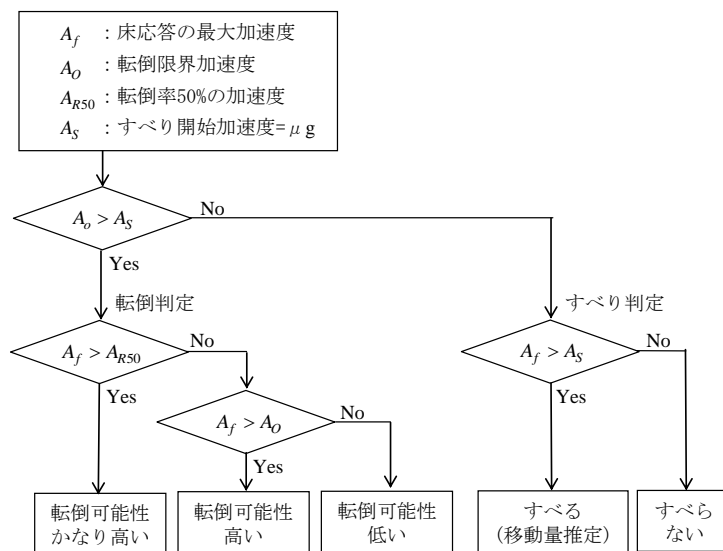 A_f ：床応答の最大加速度
A_O ：転倒限界加速度
A_{R50} ：転倒率50%の加速度
A_S ：すべり開始加速度=μg
A_o > A_S
No
Yes
転倒判定
すべり判定
A_f > A_{R50}
No
Yes
A_f > A_S
No
Yes
A_f > A_O
No
Yes
転倒可能性
かなり高い
転倒可能性
高い
転倒可能性
低い
すべる
(移動量推定)
すべら
ない